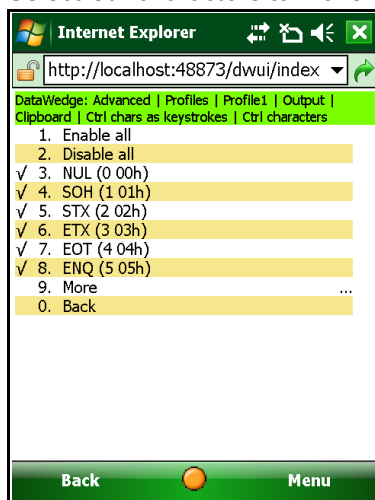 Internet Explorer
http://localhost:48873/dwui/index
DataWedge: Advanced | Profiles | Profile1 | Output |
Clipboard | Ctrl chars as keystrokes | Ctrl characters
1. Enable all
2. Disable all
√ 3. NUL (0 00h)
√ 4. SOH (1 01h)
√ 5. STX (2 02h)
√ 6. ETX (3 03h)
√ 7. EOT (4 04h)
√ 8. ENQ (5 05h)
9. More ...
0. Back
Back Menu